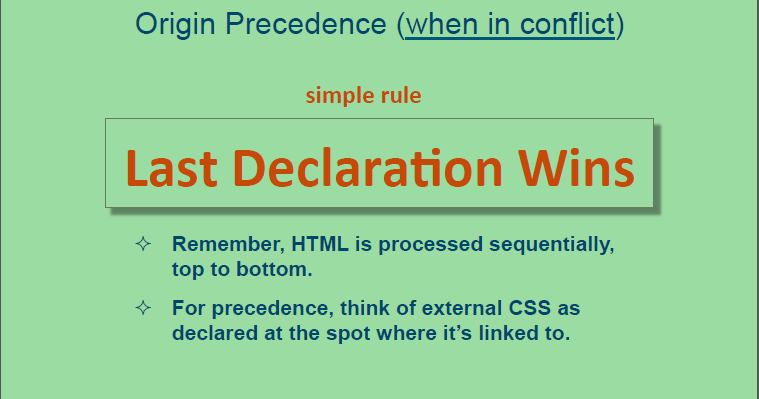 Origin Precedence (when in conflict)
simple rule
Last Declaration Wins
Remember, HTML is processed sequentially,
top to bottom.
For precedence, think of external CSS as
declared at the spot where it’s linked to.